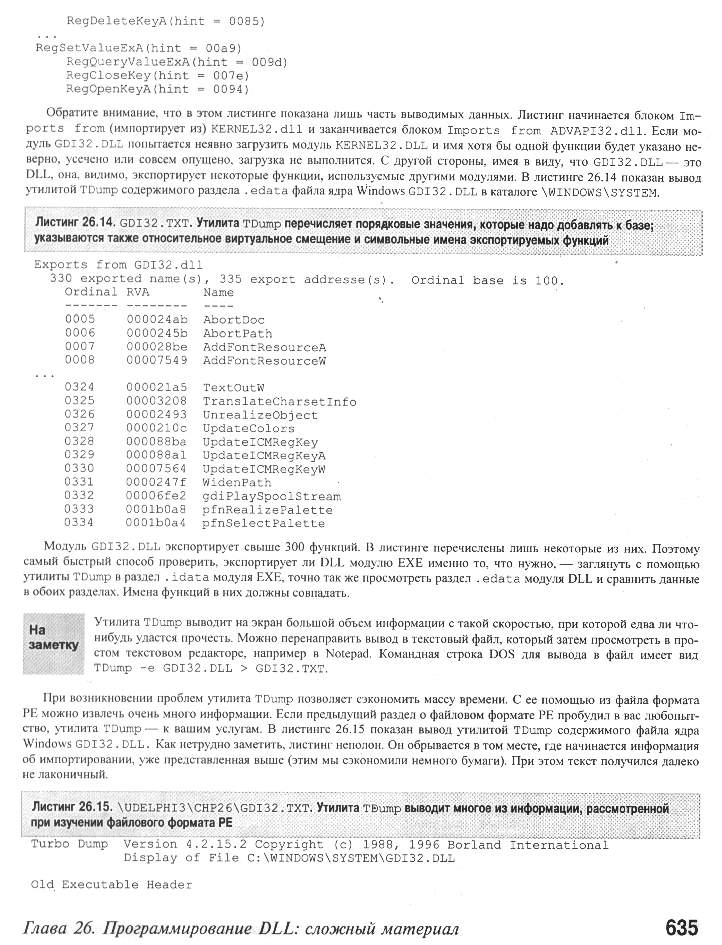 RegDeleteKeyA(hint = 0085)
...
RegSetValueExA(hint = 00a9)
RegQueryValueExA(hint = 009d)
RegCloseKey(hint = 007e)
RegOpenKeyA(hint = 0094)
Обратите внимание, что в этом листинге показана лишь часть выводимых данных. Листинг начинается блоком Im-
ports from (импортирует из) KERNEL32.dll и заканчивается блоком Imports from ADVAPI32.dll. Если мо-
дуль GDI32.DLL попытается неявно загрузить модуль KERNEL32.DLL и имя хотя бы одной функции будет указано не-
верно, усечено или совсем опущено, загрузка не выполнится. С другой стороны, имея в виду, что GDI32.DLL — это
DLL, она, видимо, экспортирует некоторые функции, используемые другими модулями. В листинге 26.14 показан вывод
утилитой TDump содержимого раздела .edata файла ядра Windows GDI32.DLL в каталоге \WINDOWS\SYSTEM.
Листинг 26.14. GDI32.TXT. Утилита TDump перечисляет порядковые значения, которые надо добавлять к базе;
указываются также относительное виртуальное смещение и символьные имена экспортируемых функций
Exports from GDI32.dll
330 exported name(s), 335 export addresse(s). Ordinal base is 100.
Ordinal RVA Name
------- -------- ----
0005 000024ab AbortDoc
0006 0000245b AbortPath
0007 000028be AddFontResourceA
0008 00007549 AddFontResourceW
...
0324 000021a5 TextOutW
0325 00003208 TranslateCharsetInfo
0326 00002493 UnrealizeObject
0327 0000210c UpdateColors
0328 000088ba UpdateICMRegKey
0329 000088a1 UpdateICMRegKeyA
0330 00007564 UpdateICMRegKeyW
0331 0000247f WidenPath
0332 00006fe2 gdiPlaySpoolStream
0333 0001b0a8 pfnRealizePalette
0334 0001b0a4 pfnSelectPalette
Модуль GDI32.DLL экспортирует свыше 300 функций. В листинге перечислены лишь некоторые из них. Поэтому
самый быстрый способ проверить, экспортирует ли DLL модулю EXE именно то, что нужно, — заглянуть с помощью
утилиты TDump в раздел .idata модуля EXE, точно так же просмотреть раздел .edata модуля DLL и сравнить данные
в обоих разделах. Имена функций в них должны совпадать.
На
заметку
Утилита TDump выводит на экран большой объем информации с такой скоростью, при которой едва ли что-
нибудь удастся прочесть. Можно перенаправить вывод в текстовый файл, который затем просмотреть в про-
стом текстовом редакторе, например в Notepad. Командная строка DOS для вывода в файл имеет вид
TDump -e GDI32.DLL > GDI32.TXT.
При возникновении проблем утилита TDump позволяет сэкономить массу времени. С ее помощью из файла формата
PE можно извлечь очень много информации. Если предыдущий раздел о файловом формате PE пробудил в вас любопыт-
ство, утилита TDump — к вашим услугам. В листинге 26.15 показан вывод утилитой TDump содержимого файла ядра
Windows GDI32.DLL. Как нетрудно заметить, листинг неполон. Он обрывается в том месте, где начинается информация
об импортировании, уже представленная выше (этим мы сэкономили немного бумаги). При этом текст получился далеко
не лаконичный.
Листинг 26.15. \UDELPHI3\CHP26\GDI32.TXT. Утилита TDump выводит многое из информации, рассмотренной
при изучении файлового формата PE
Turbo Dump Version 4.2.15.2 Copyright (c) 1988, 1996 Borland International
Display of File C:\WINDOWS\SYSTEM\GDI32.DLL
Old Executable Header
Глава 26. Программирование DLL: сложный материал 635